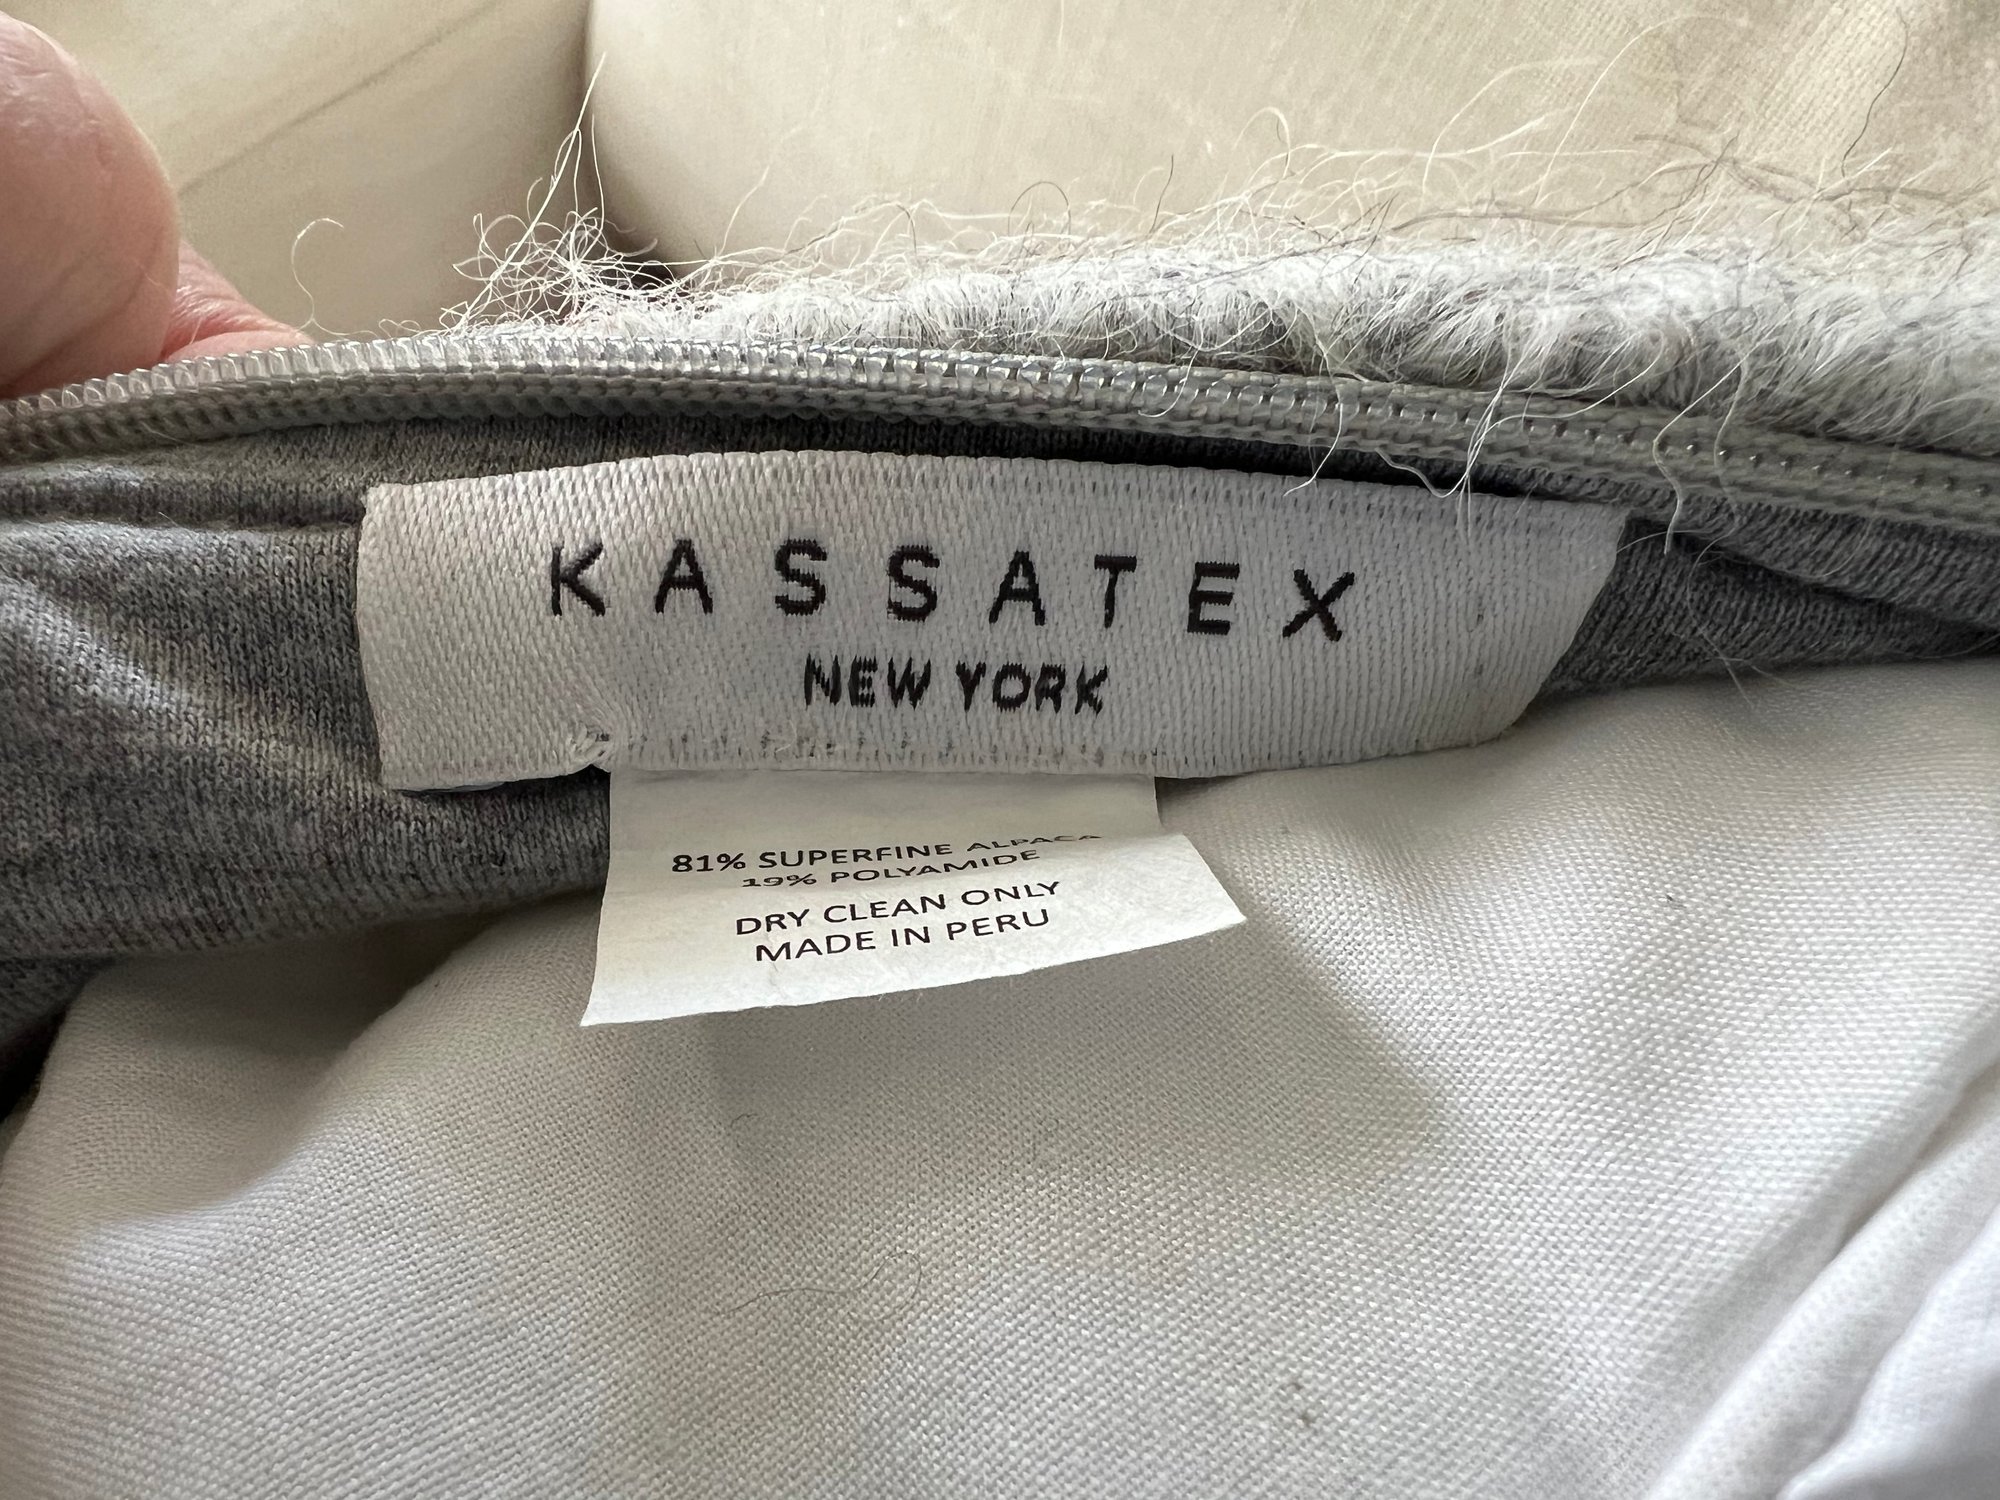 KASSATEX
NEW YORK
81% SUPERFINE ALPACA
19% POLYAMIDE
DRY CLEAN ONLY
MADE IN PERU